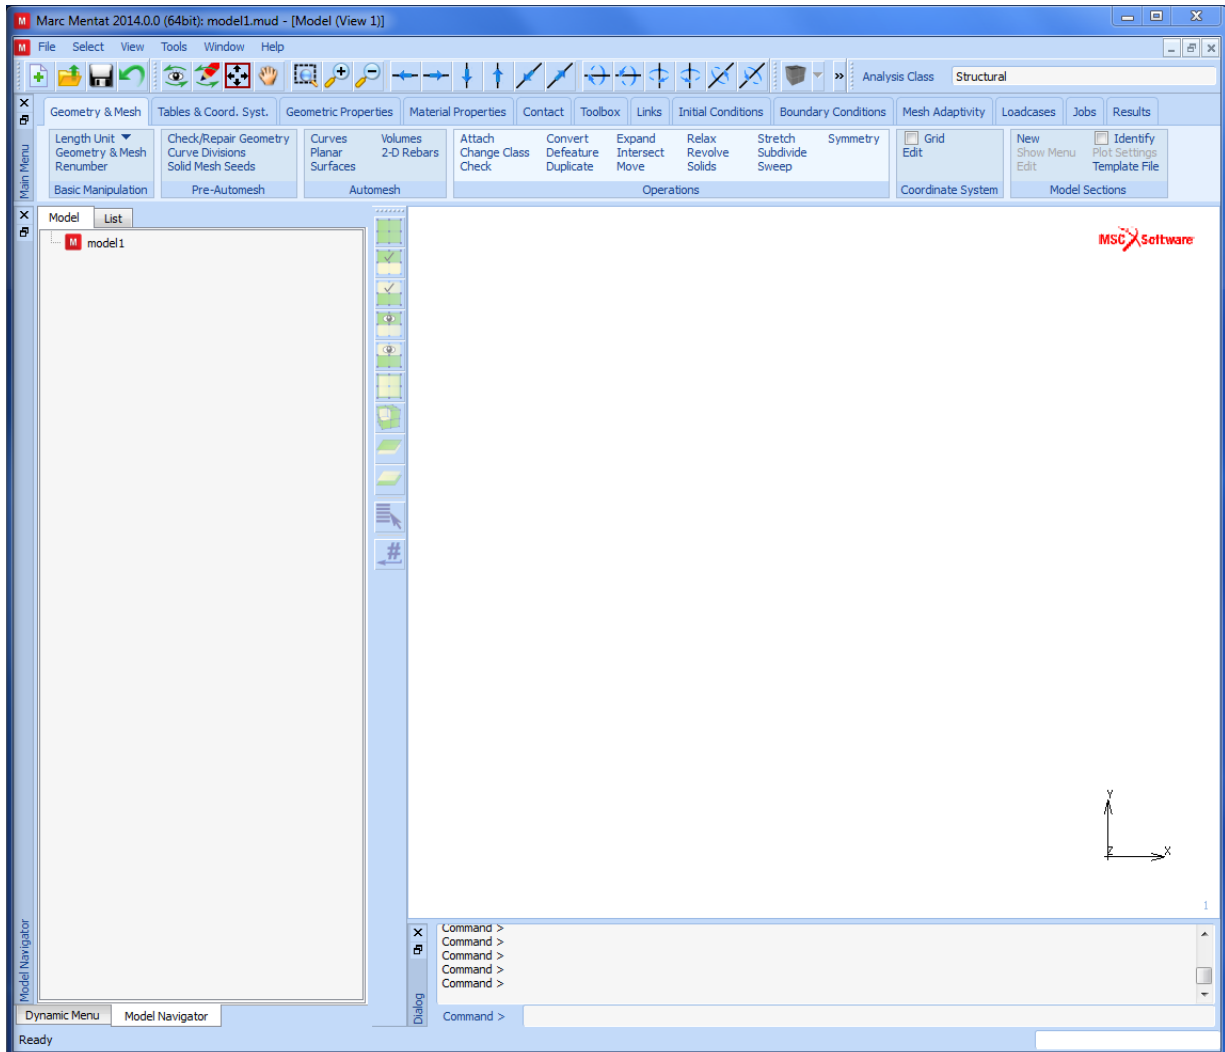 Marc Mentat 2014.0.0 (64bit): model1.mud - [Model (View 1)]
File Select View Tools Window Help
Analysis Class Structural
Main Menu
Geometry & Mesh Tables & Coord. Syst. Geometric Properties Material Properties Contact Toolbox Links Initial Conditions Boundary Conditions Mesh Adaptivity Loadcases Jobs Results
Length Unit Check/Repair Geometry Curves Volumes Attach Convert Expand Relax Stretch Symmetry Grid New Identify
Geometry & Mesh Curve Divisions Planar 2-D Rebars Change Class Defeature Intersect Revolve Subdivide Edit Show Menu Plot Settings
Renumber Solid Mesh Seeds Surfaces Check Duplicate Move Solids Sweep Edit Template File
Basic Manipulation Pre-Automesh Automesh Operations Coordinate System Model Sections
Model List
M model1
#
MSC Software
Y
Z X
1
Model Navigator
Command >
Command >
Command >
Command >
Command >
Dialog
Command >
Dynamic Menu Model Navigator
Ready